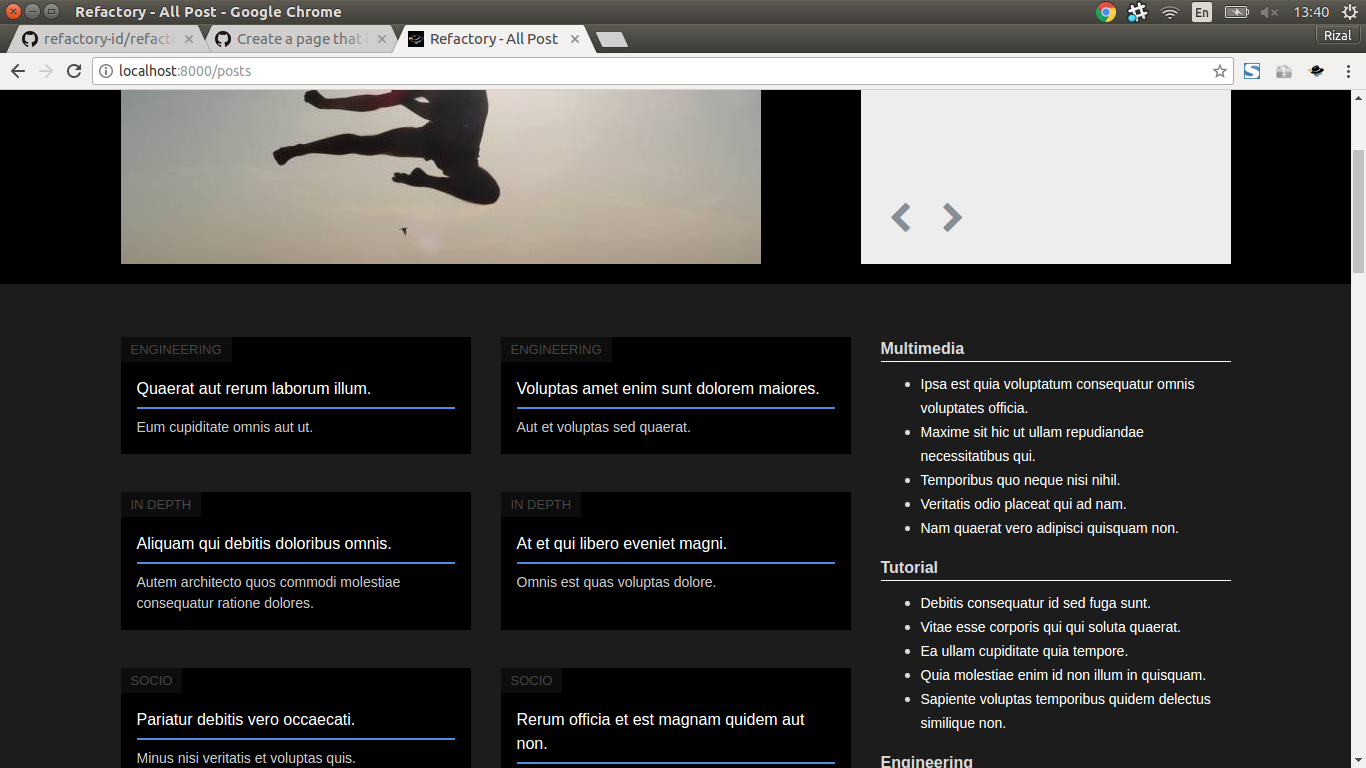 Refactory - All Post - Google Chrome
En
13:40
refactory-id/refact
Create a page that
Refactory - All Post
Rizal
localhost:8000/posts
ENGINEERING
Quaerat aut rerum laborum illum.
Eum cupiditate omnis aut ut.
ENGINEERING
Voluptas amet enim sunt dolorem maiores.
Aut et voluptas sed quaerat.
IN DEPTH
Aliquam qui debitis doloribus omnis.
Autem architecto quos commodi molestiae
consequatur ratione dolores.
IN DEPTH
At et qui libero eveniet magni.
Omnis est quas voluptas dolore.
SOCIO
Pariatur debitis vero occaecati.
Minus nisi veritatis et voluptas quis.
SOCIO
Rerum officia et est magnam quidem aut
non.
Multimedia
Ipsa est quia voluptatum consequatur omnis
voluptates officia.
Maxime sit hic ut ullam repudiandae
necessitatibus qui.
Temporibus quo neque nisi nihil.
Veritatis odio placeat qui ad nam.
Nam quaerat vero adipisci quisquam non.
Tutorial
Debitis consequatur id sed fuga sunt.
Vitae esse corporis qui qui soluta quaerat.
Ea ullam cupiditate quia tempore.
Quia molestiae enim id non illum in quisquam.
Sapiente voluptas temporibus quidem delectus
similique non.
Engineering